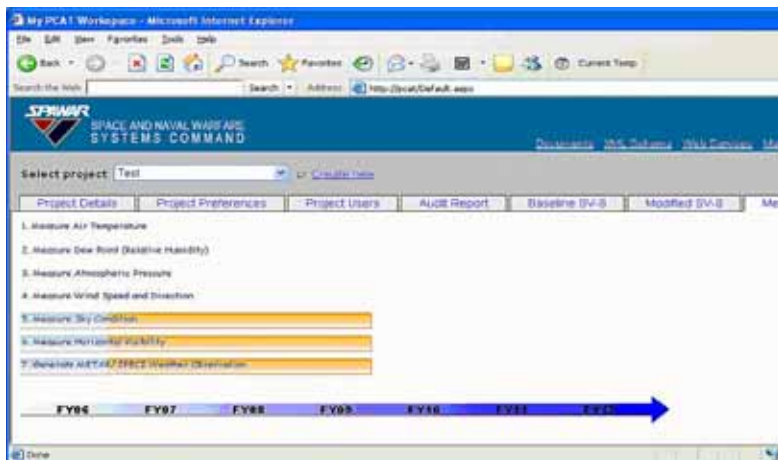 My PCAT Workspace - Microsoft Internet Explorer
File Edit View Favorites Tools Help
Back Search Favorites Current Temp
Search the Web Search Address http://pcat/Default.aspx
SPAWAR
SPACE AND NAVAL WARFARE
SYSTEMS COMMAND
Documents XML Schema Web Services
Select project Test or Create new
Project Details Project Preferences Project Users Audit Report Baseline SV-8 Modified SV-8 Me
1. Measure Air Temperature
2. Measure Dew Point (Relative Humidity)
3. Measure Atmospheric Pressure
4. Measure Wind Speed and Direction
5. Measure Sky Condition
6. Measure Horizontal Visibility
7. Generate METAR/SPECI Weather Observation
FY06 FY07 FY08 FY09 FY10 FY11 FY12
Done